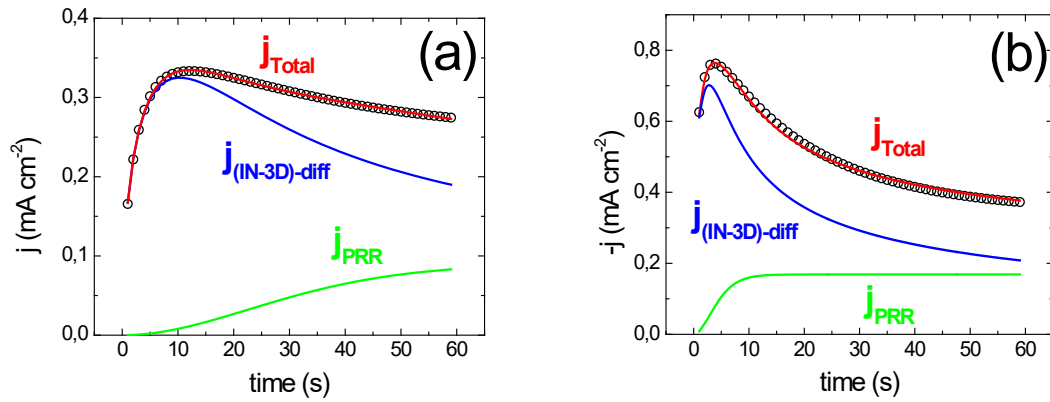 (a)
j (mA cm-2)
0,4
0,3
0,2
0,1
0,0
jTotal
j(IN-3D)-diff
jPRR
0 10 20 30 40 50 60
time (s)
(b)
-j (mA cm-2)
0,8
0,6
0,4
0,2
0,0
jTotal
j(IN-3D)-diff
jPRR
0 10 20 30 40 50 60
time (s)